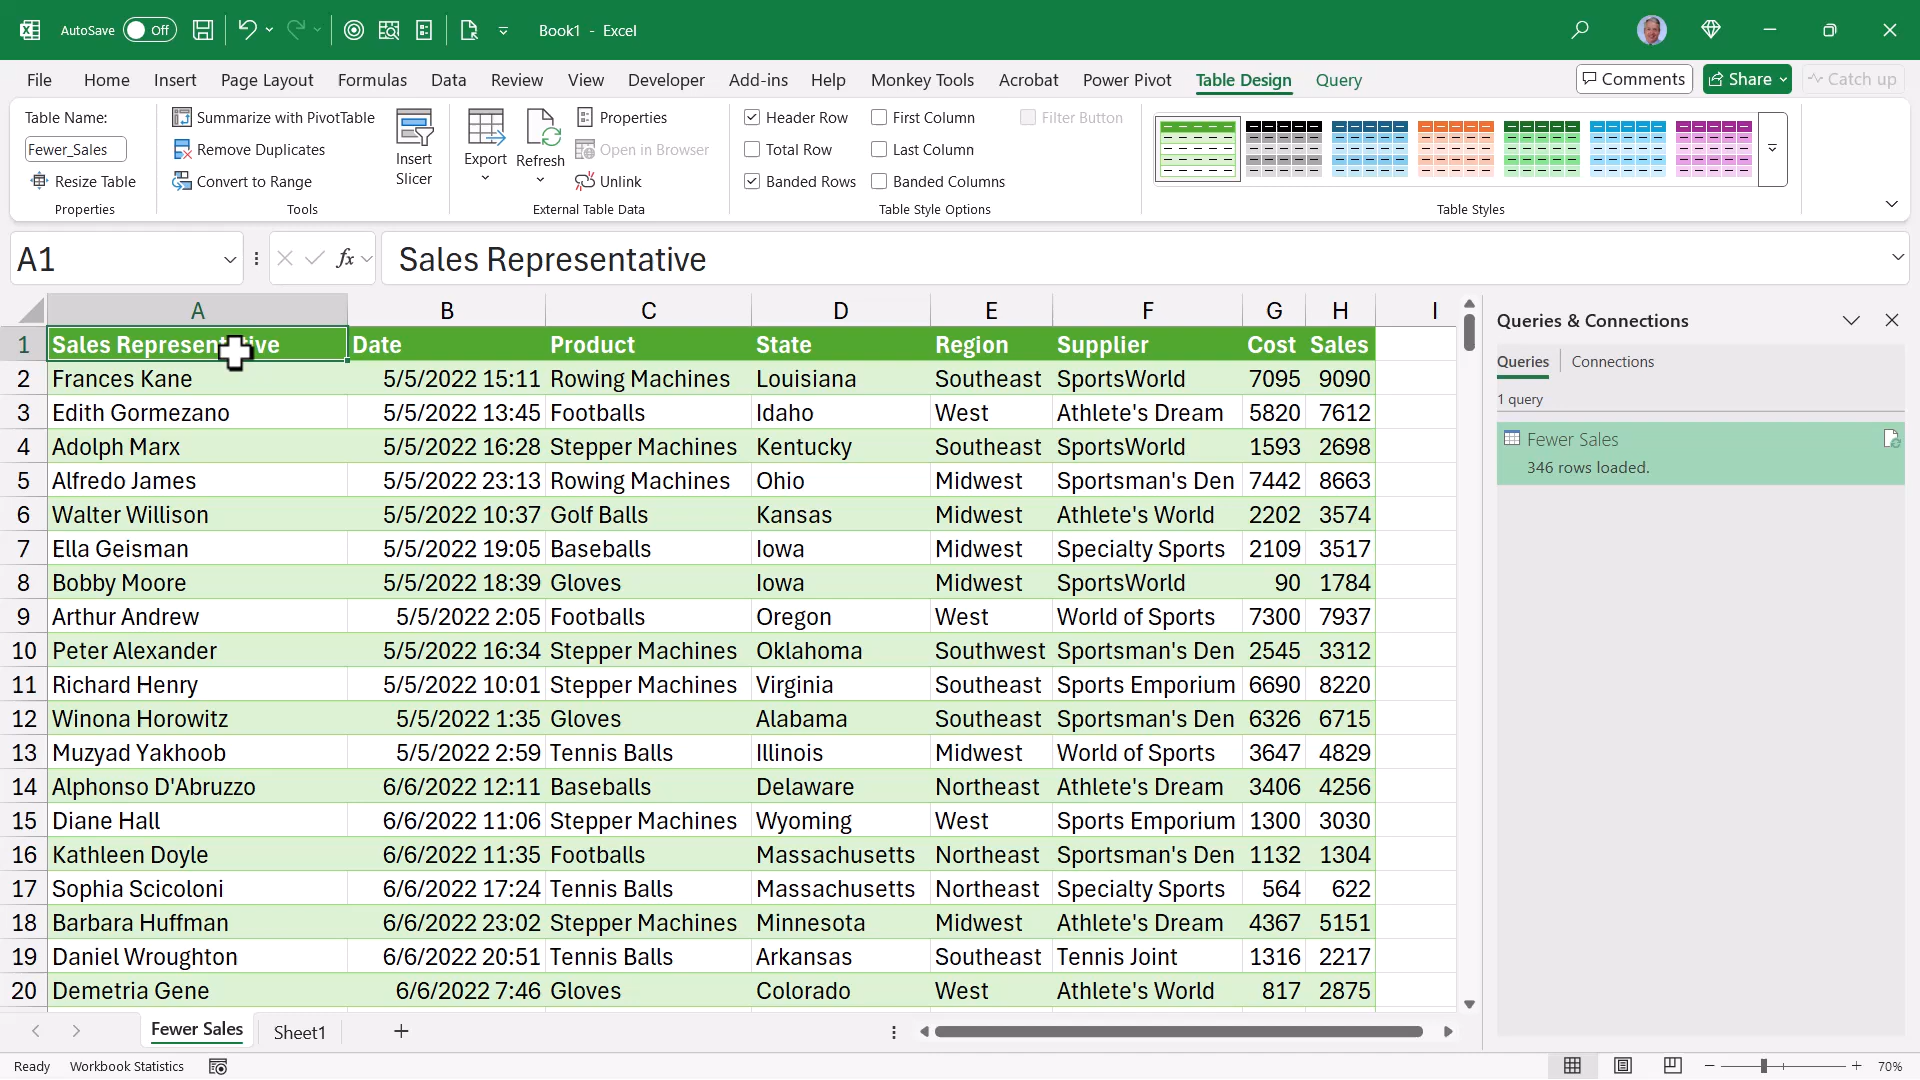 AutoSave Off Book1 - Excel
File Home Insert Page Layout Formulas Data Review View Developer Add-ins Help Monkey Tools Acrobat Power Pivot Table Design Query Comments Share Catch up
Table Name:
Fewer_Sales
Resize Table
Properties
Summarize with PivotTable
Remove Duplicates
Convert to Range
Tools
Insert
Slicer
Export
Refresh
Properties
Open in Browser
Unlink
External Table Data
Header Row First Column Filter Button
Total Row Last Column
Banded Rows Banded Columns
Table Style Options
Table Styles
A1 fx Sales Representative
A B C D E F G H I
1 Sales Representative Date Product State Region Supplier Cost Sales
2 Frances Kane 5/5/2022 15:11 Rowing Machines Louisiana Southeast SportsWorld 7095 9090
3 Edith Gormezano 5/5/2022 13:45 Footballs Idaho West Athlete's Dream 5820 7612
4 Adolph Marx 5/5/2022 16:28 Stepper Machines Kentucky Southeast SportsWorld 1593 2698
5 Alfredo James 5/5/2022 23:13 Rowing Machines Ohio Midwest Sportsman's Den 7442 8663
6 Walter Willison 5/5/2022 10:37 Golf Balls Kansas Midwest Athlete's World 2202 3574
7 Ella Geisman 5/5/2022 19:05 Baseballs Iowa Midwest Specialty Sports 2109 3517
8 Bobby Moore 5/5/2022 18:39 Gloves Iowa Midwest SportsWorld 90 1784
9 Arthur Andrew 5/5/2022 2:05 Footballs Oregon West World of Sports 7300 7937
10 Peter Alexander 5/5/2022 16:34 Stepper Machines Oklahoma Southwest Sportsman's Den 2545 3312
11 Richard Henry 5/5/2022 10:01 Stepper Machines Virginia Southeast Sports Emporium 6690 8220
12 Winona Horowitz 5/5/2022 1:35 Gloves Alabama Southeast Sportsman's Den 6326 6715
13 Muzyad Yakhoob 5/5/2022 2:59 Tennis Balls Illinois Midwest World of Sports 3647 4829
14 Alphonso D'Abruzzo 6/6/2022 12:11 Baseballs Delaware Northeast Athlete's Dream 3406 4256
15 Diane Hall 6/6/2022 11:06 Stepper Machines Wyoming West Sports Emporium 1300 3030
16 Kathleen Doyle 6/6/2022 11:35 Footballs Massachusetts Northeast Sportsman's Den 1132 1304
17 Sophia Scicoloni 6/6/2022 17:24 Tennis Balls Massachusetts Northeast Specialty Sports 564 622
18 Barbara Huffman 6/6/2022 23:02 Stepper Machines Minnesota Midwest Athlete's Dream 4367 5151
19 Daniel Wroughton 6/6/2022 20:51 Tennis Balls Arkansas Southeast Tennis Joint 1316 2217
20 Demetria Gene 6/6/2022 7:46 Gloves Colorado West Athlete's World 817 2875
Queries & Connections
Queries Connections
1 query
Fewer Sales
346 rows loaded.
Fewer Sales Sheet1
Ready Workbook Statistics 70%